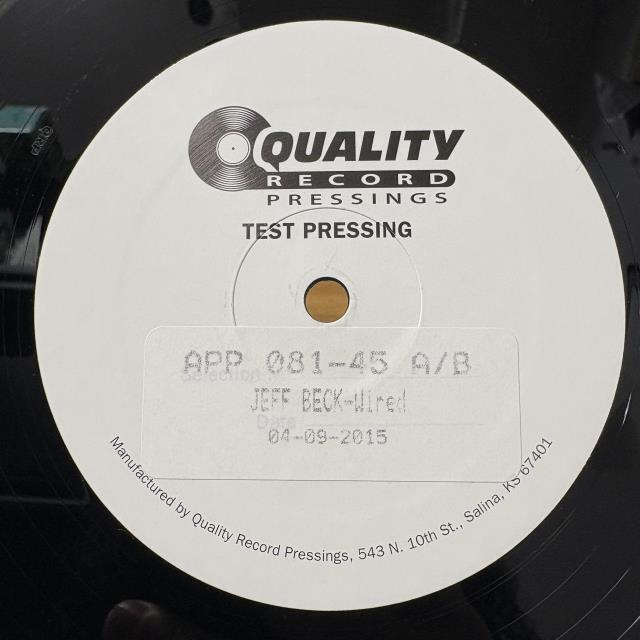 QUALITY
RECORD
PRESSINGS
TEST PRESSING
APP 081-45 A/B
Selection
JEFF BECK-Wired
Date
04-09-2015
Manufactured by Quality Record Pressings, 543 N. 10th St., Salina, KS 67401